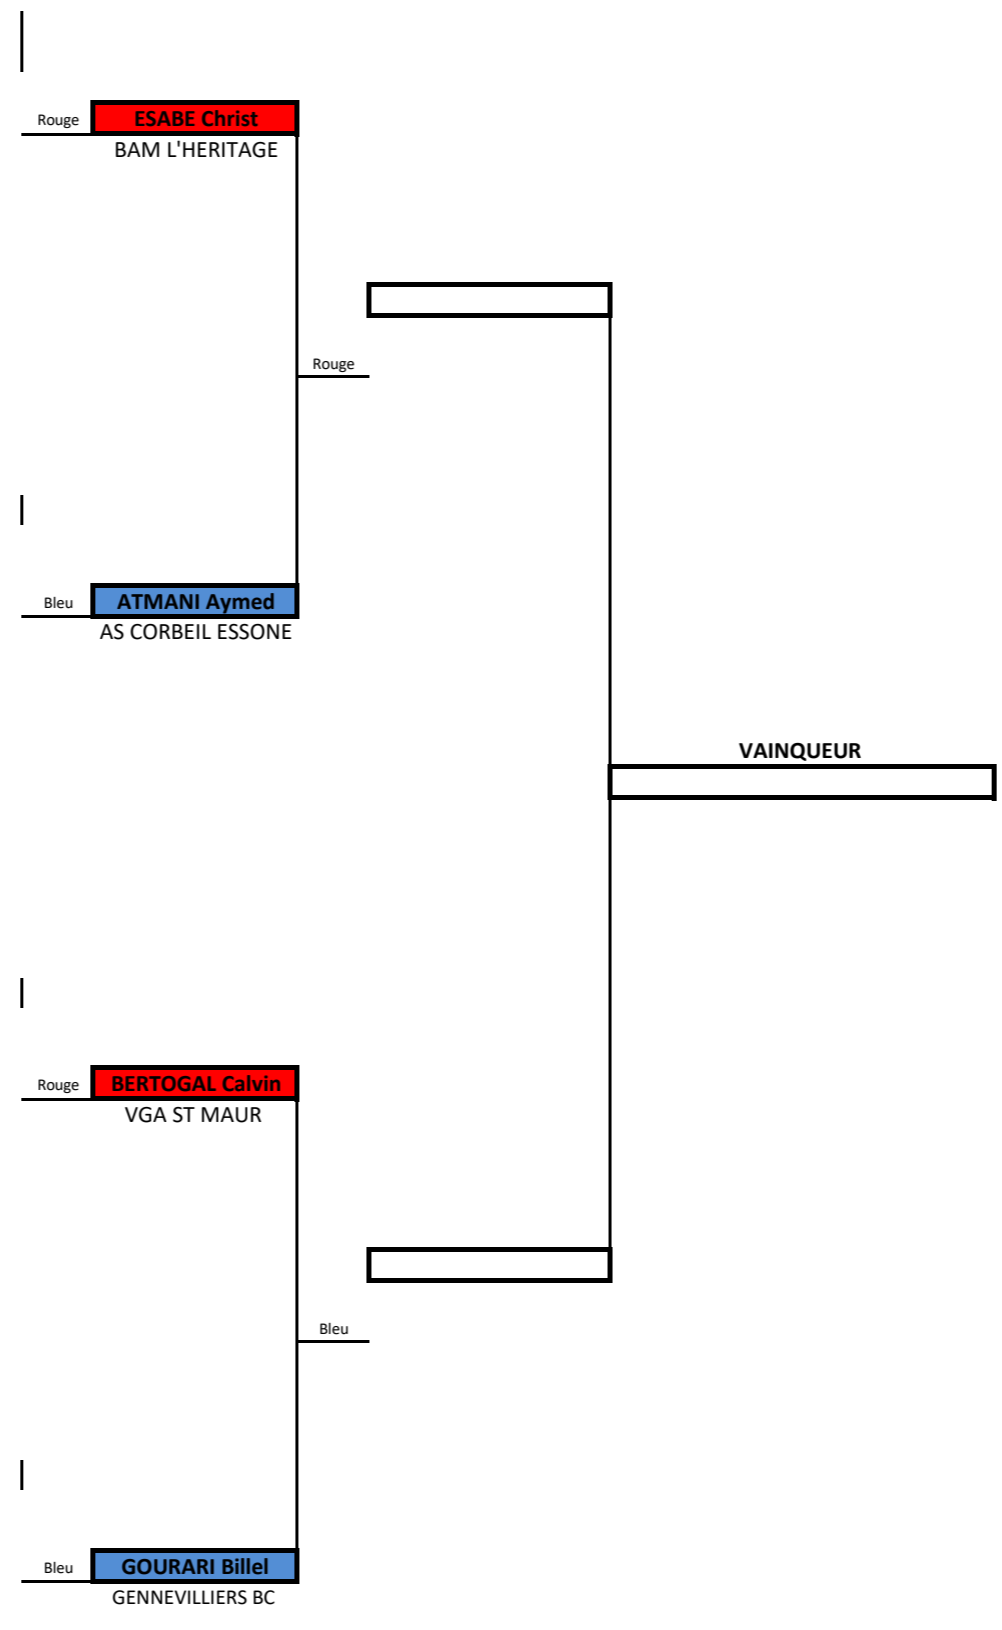 Rouge
ESABE Christ
BAM L'HERITAGE
Rouge
Bleu
ATMANI Aymed
AS CORBEIL ESSONE
VAINQUEUR
Rouge
BERTOGAL Calvin
VGA ST MAUR
Bleu
Bleu
GOURARI Billel
GENNEVILLIERS BC